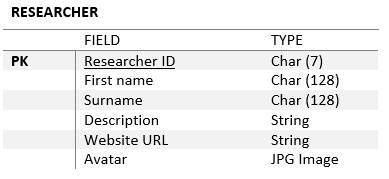 RESEARCHER
FIELD TYPE
PK Researcher ID Char (7)
First name Char (128)
Surname Char (128)
Description String
Website URL String
Avatar JPG Image